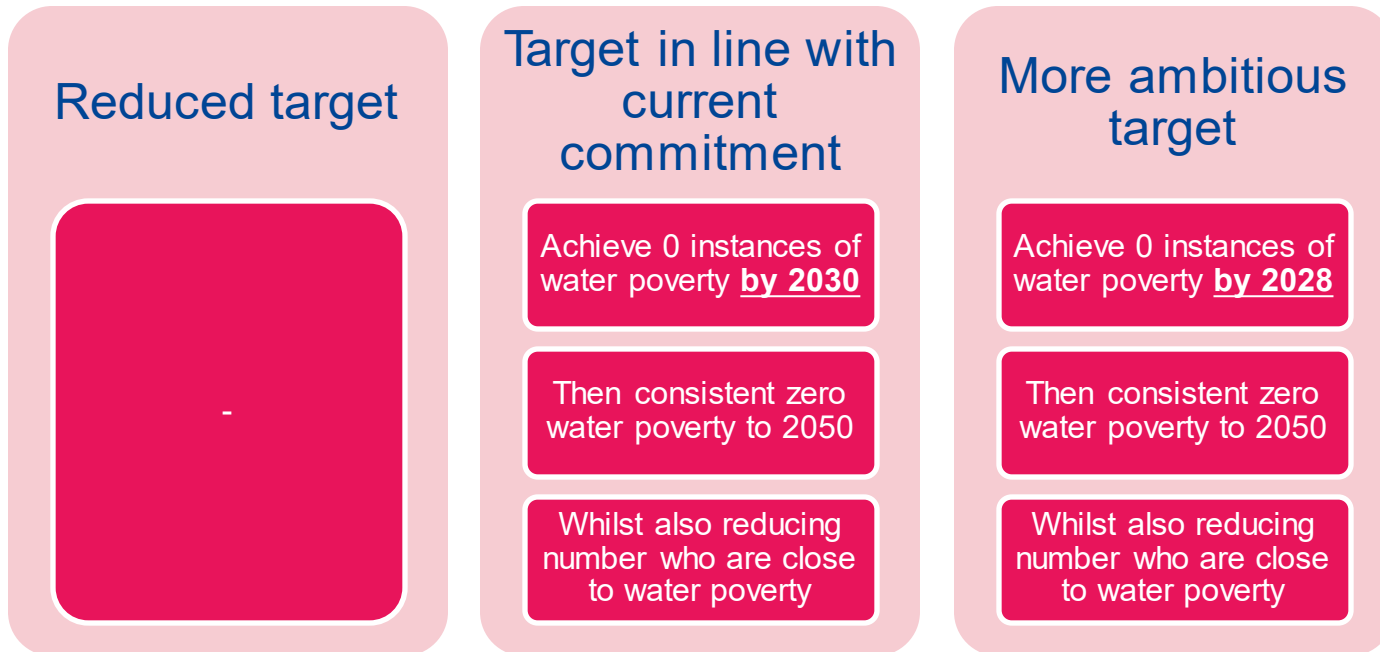 Reduced target
-
Target in line with
current
commitment
Achieve 0 instances of
water poverty by 2030
Then consistent zero
water poverty to 2050
Whilst also reducing
number who are close
to water poverty
More ambitious
target
Achieve 0 instances of
water poverty by 2028
Then consistent zero
water poverty to 2050
Whilst also reducing
number who are close
to water poverty